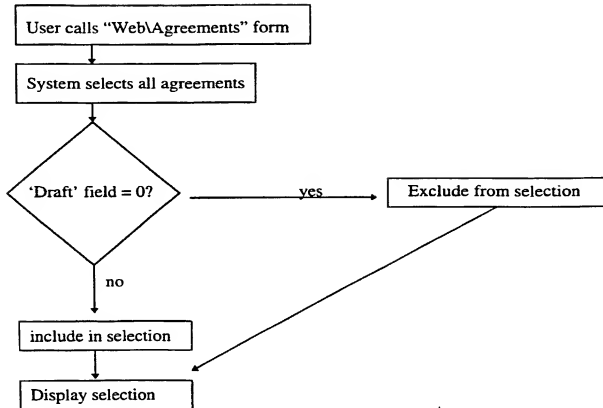 User calls “Web\Agreements” form
System selects all agreements
‘Draft’ field = 0?
yes
Exclude from selection
no
include in selection
Display selection